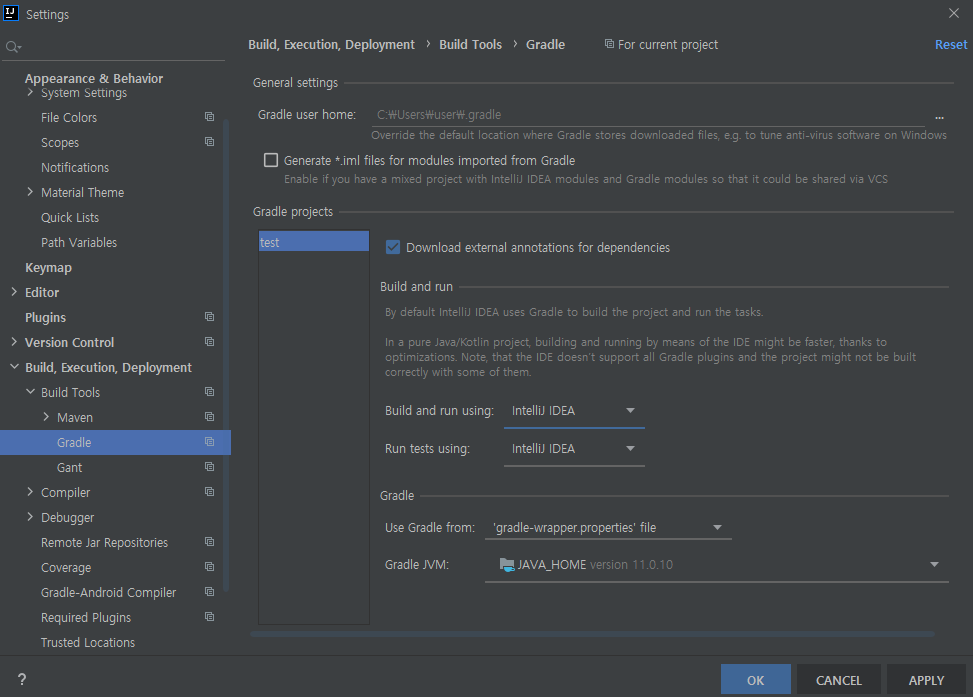 IJ Settings
Appearance & Behavior
System Settings
File Colors
Scopes
Notifications
Material Theme
Quick Lists
Path Variables
Keymap
Editor
Plugins
Version Control
Build, Execution, Deployment
Build Tools
Maven
Gradle
Gant
Compiler
Debugger
Remote Jar Repositories
Coverage
Gradle-Android Compiler
Required Plugins
Trusted Locations
Build, Execution, Deployment › Build Tools › Gradle For current project Reset
General settings
Gradle user home: C:₩Users₩user₩.gradle ...
Override the default location where Gradle stores downloaded files, e.g. to tune anti-virus software on Windows
Generate *.iml files for modules imported from Gradle
Enable if you have a mixed project with IntelliJ IDEA modules and Gradle modules so that it could be shared via VCS
Gradle projects
test
Download external annotations for dependencies
Build and run
By default IntelliJ IDEA uses Gradle to build the project and run the tasks.
In a pure Java/Kotlin project, building and running by means of the IDE might be faster, thanks to
optimizations. Note, that the IDE doesn't support all Gradle plugins and the project might not be built
correctly with some of them.
Build and run using: IntelliJ IDEA
Run tests using: IntelliJ IDEA
Gradle
Use Gradle from: 'gradle-wrapper.properties' file
Gradle JVM: JAVA_HOME version 11.0.10
? OK CANCEL APPLY